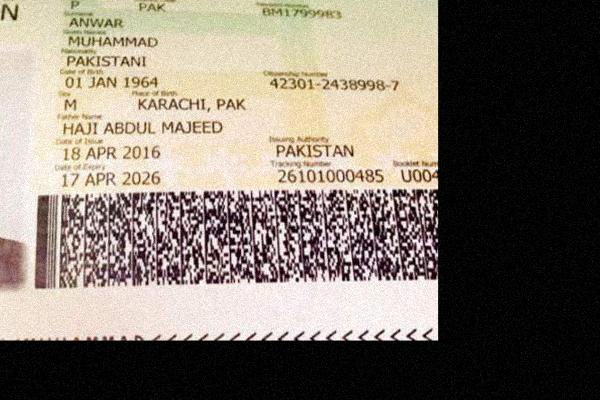 N
P PAK BM1799983
Surname
ANWAR
Given Names
MUHAMMAD
Nationality
PAKISTANI
Date of Birth Citizenship Number
01 JAN 1964 42301-2438998-7
Sex Place of Birth
M KARACHI, PAK
Father Name
HAJI ABDUL MAJEED
Date of Issue Issuing Authority
18 APR 2016 PAKISTAN
Date of Expiry Tracking Number Booklet Num
17 APR 2026 26101000485 U004